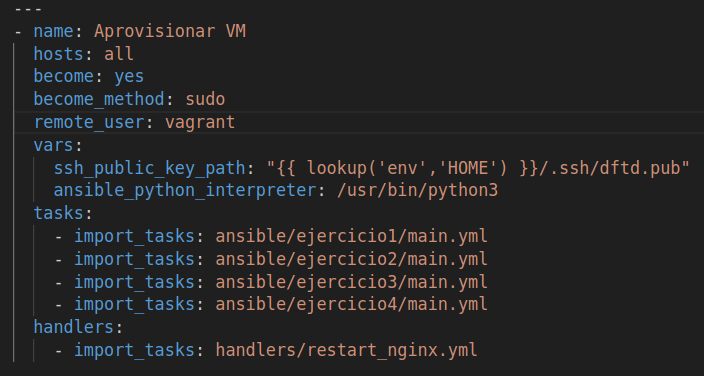 ---
- name: Aprovisionar VM
  hosts: all
  become: yes
  become_method: sudo
  remote_user: vagrant
  vars:
    ssh_public_key_path: "{{ lookup('env','HOME') }}/.ssh/dftd.pub"
    ansible_python_interpreter: /usr/bin/python3
  tasks:
    - import_tasks: ansible/ejercicio1/main.yml
    - import_tasks: ansible/ejercicio2/main.yml
    - import_tasks: ansible/ejercicio3/main.yml
    - import_tasks: ansible/ejercicio4/main.yml
  handlers:
    - import_tasks: handlers/restart_nginx.yml